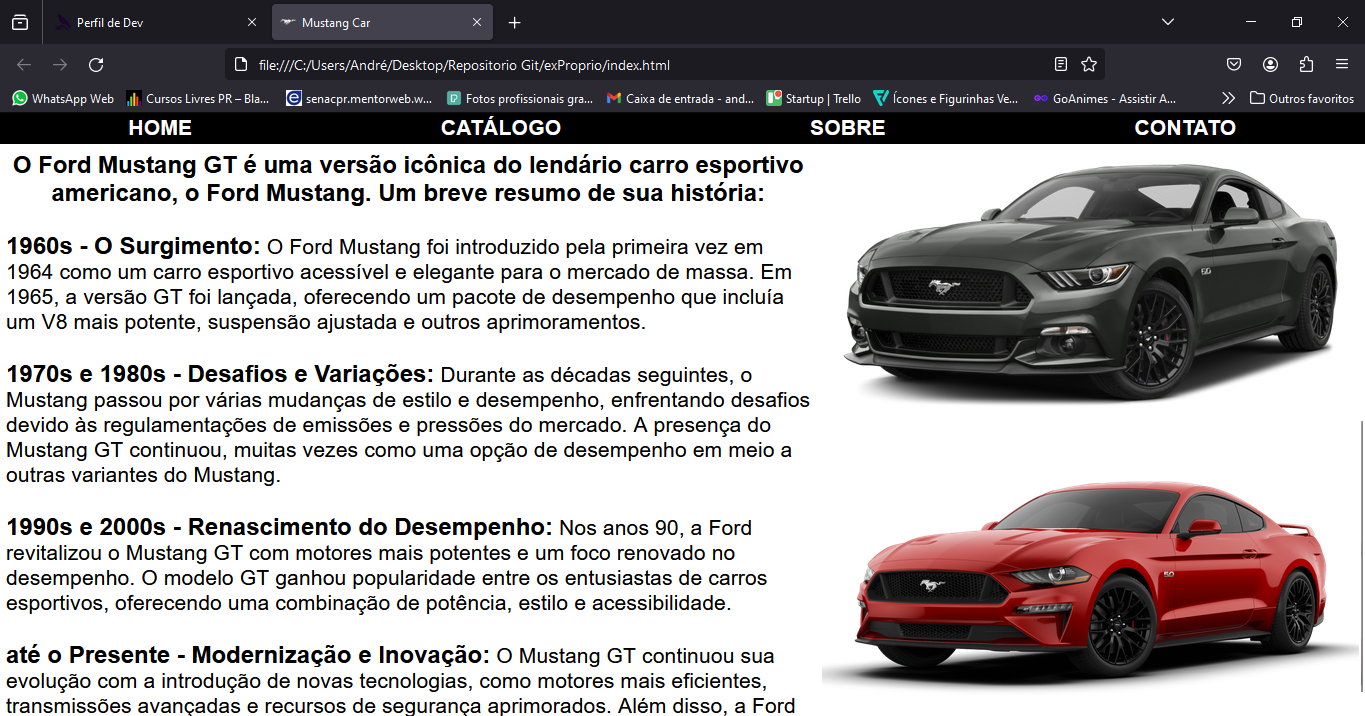 Perfil de Dev
Mustang Car
file:///C:/Users/André/Desktop/Repositorio Git/exProprio/index.html
WhatsApp Web
Cursos Livres PR – Bla...
senacpr.mentorweb.w...
Fotos profissionais gra...
Caixa de entrada - and...
Startup | Trello
Ícones e Figurinhas Ve...
GoAnimes - Assistir A...
Outros favoritos
HOME CATÁLOGO SOBRE CONTATO
O Ford Mustang GT é uma versão icônica do lendário carro esportivo
americano, o Ford Mustang. Um breve resumo de sua história:
1960s - O Surgimento: O Ford Mustang foi introduzido pela primeira vez em
1964 como um carro esportivo acessível e elegante para o mercado de massa. Em
1965, a versão GT foi lançada, oferecendo um pacote de desempenho que incluía
um V8 mais potente, suspensão ajustada e outros aprimoramentos.
1970s e 1980s - Desafios e Variações: Durante as décadas seguintes, o
Mustang passou por várias mudanças de estilo e desempenho, enfrentando desafios
devido às regulamentações de emissões e pressões do mercado. A presença do
Mustang GT continuou, muitas vezes como uma opção de desempenho em meio a
outras variantes do Mustang.
1990s e 2000s - Renascimento do Desempenho: Nos anos 90, a Ford
revitalizou o Mustang GT com motores mais potentes e um foco renovado no
desempenho. O modelo GT ganhou popularidade entre os entusiastas de carros
esportivos, oferecendo uma combinação de potência, estilo e acessibilidade.
até o Presente - Modernização e Inovação: O Mustang GT continuou sua
evolução com a introdução de novas tecnologias, como motores mais eficientes,
transmissões avançadas e recursos de segurança aprimorados. Além disso, a Ford
5.0
5.0